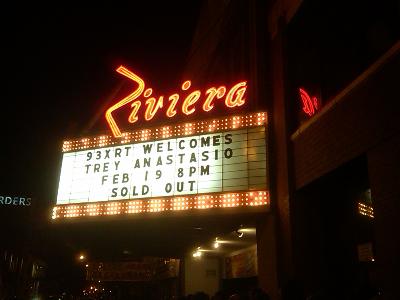 Riviera
93XRT WELCOMES
TREY ANASTASIO
FEB 19 8PM
SOLD OUT
RDERS